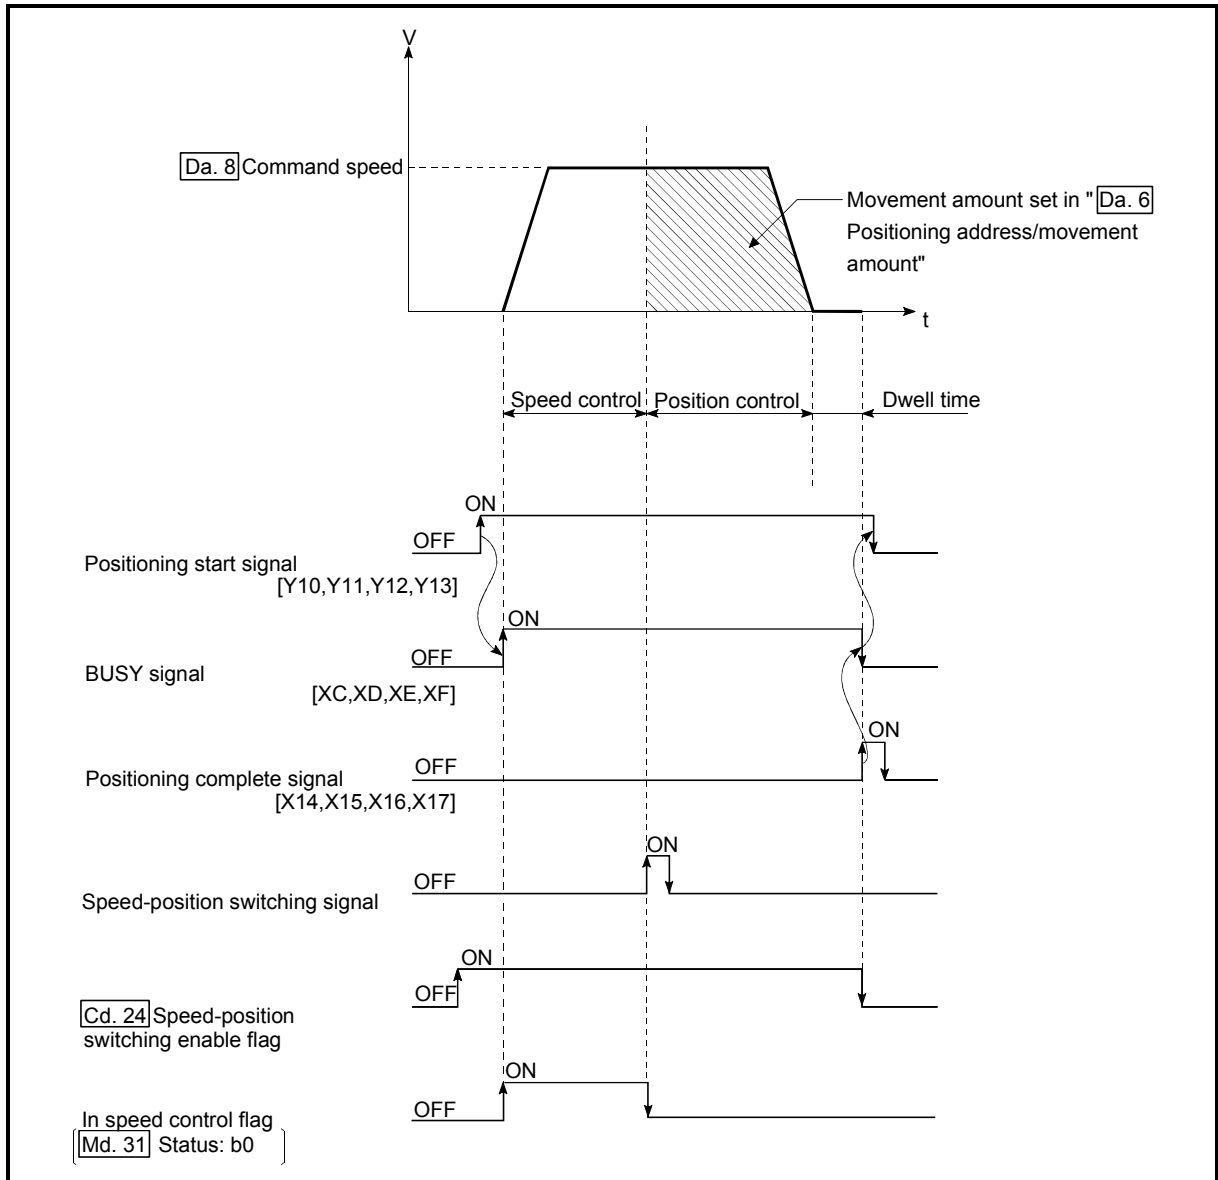 V
Da. 8 Command speed
Movement amount set in " Da. 6
Positioning address/movement
amount"
t
Speed control
Position control
Dwell time
ON
OFF
Positioning start signal
[Y10,Y11,Y12,Y13]
ON
OFF
BUSY signal
[XC,XD,XE,XF]
ON
OFF
Positioning complete signal
[X14,X15,X16,X17]
ON
OFF
Speed-position switching signal
ON
OFF
Cd. 24 Speed-position
switching enable flag
ON
OFF
In speed control flag
[Md. 31 Status: b0 ]